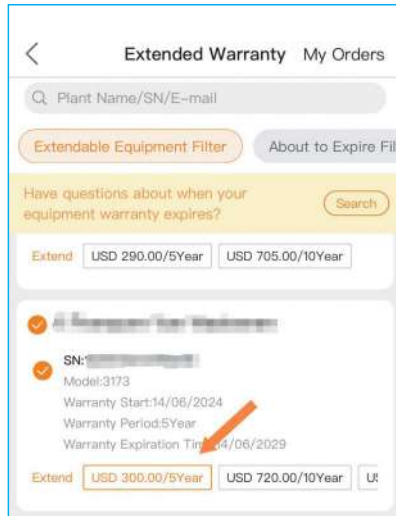 Extended Warranty My Orders
Plant Name/SN/E-mail
Extendable Equipment Filter About to Expire Fil
Have questions about when your
equipment warranty expires?
Search
Extend USD 290.00/5Year USD 705.00/10Year
SN:
Model:3173
Warranty Start:14/06/2024
Warranty Period:5Year
Warranty Expiration 4/06/2029
Extend USD 300.00/5Year USD 720.00/10Year